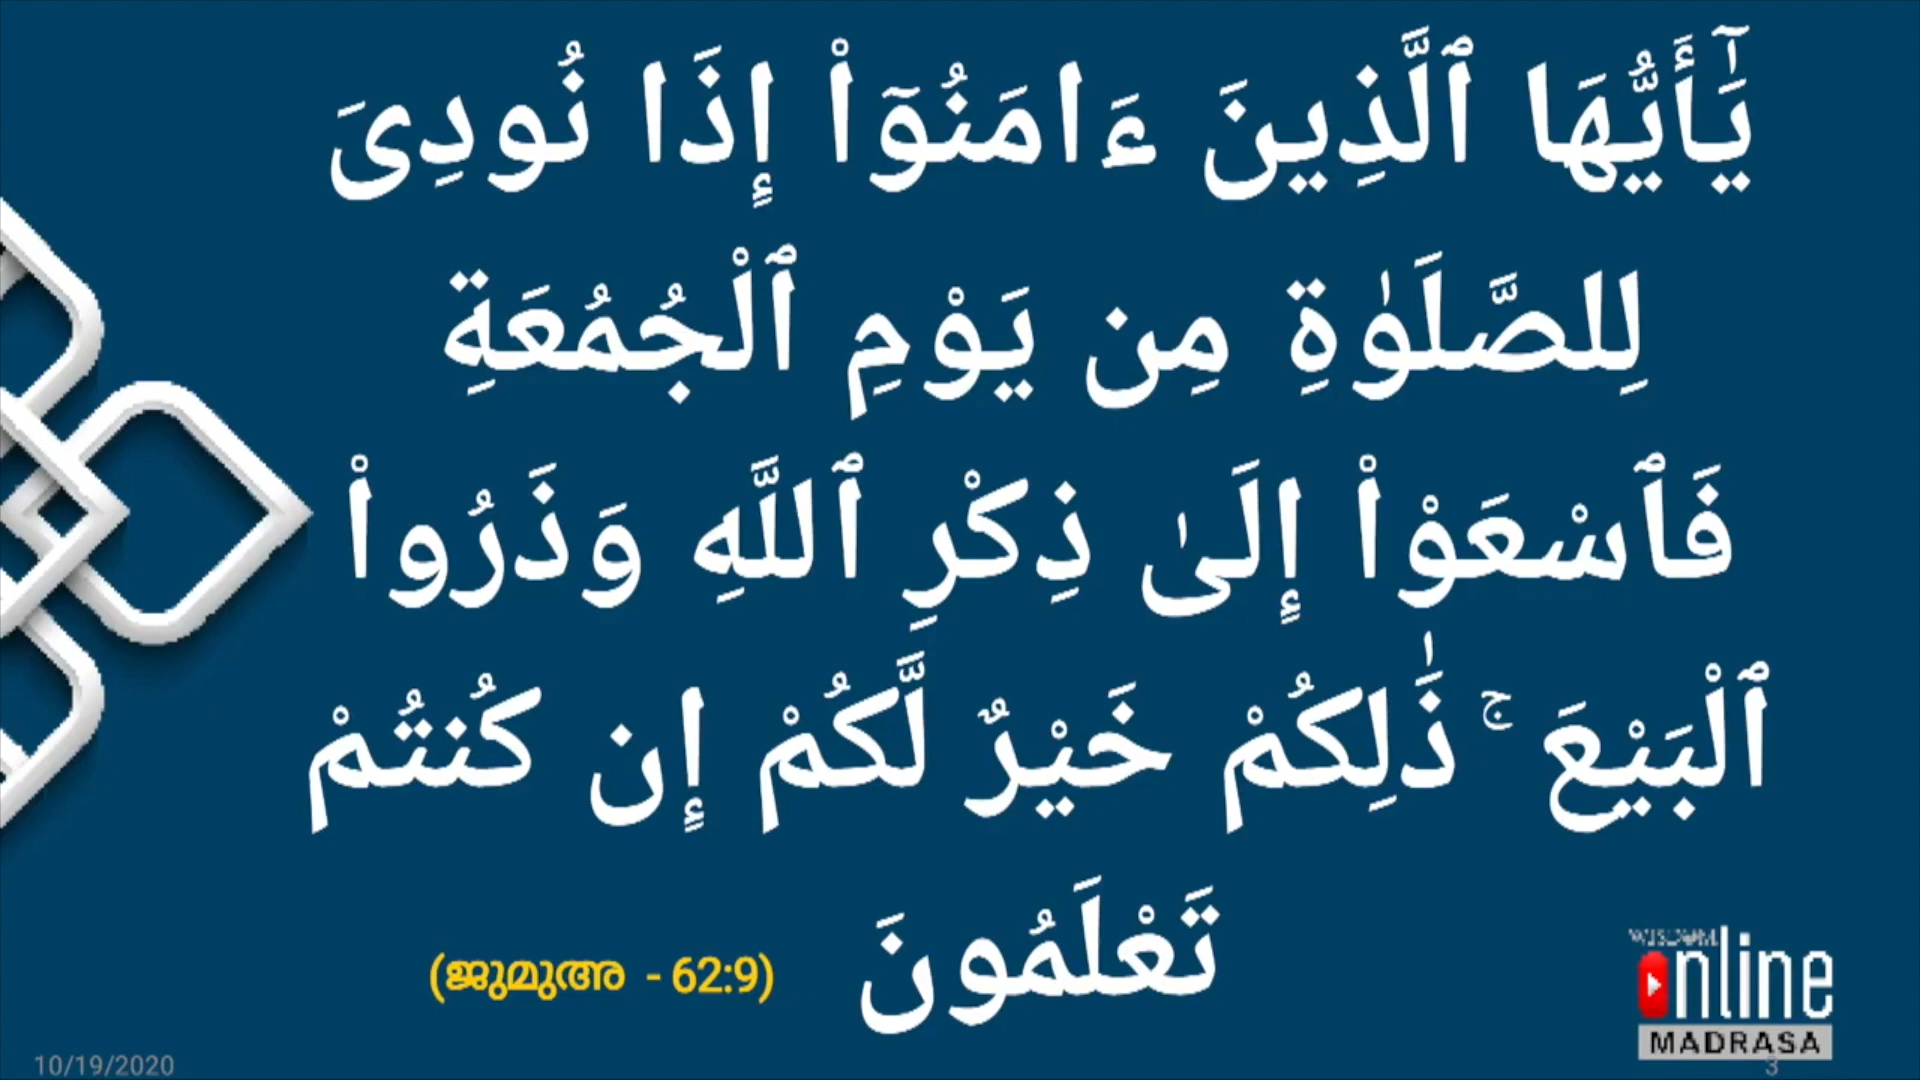 يَٰٓأَيُّهَا ٱلَّذِينَ ءَامَنُوٓا۟ إِذَا نُودِىَ
لِلصَّلَوٰةِ مِن يَوْمِ ٱلْجُمُعَةِ
فَٱسْعَوْا۟ إِلَىٰ ذِكْرِ ٱللَّهِ وَذَرُوا۟
ٱلْبَيْعَ ۚ ذَٰلِكُمْ خَيْرٌ لَّكُمْ إِن كُنتُمْ
تَعْلَمُونَ
(ജുമുഅ - 62:9)
WISDOM
Online
MADRASA
10/19/2020
3